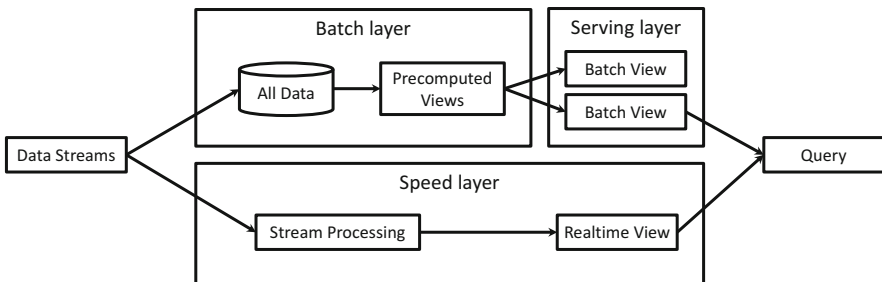 Batch layer
Serving layer
All Data
Precomputed
Views
Batch View
Batch View
Data Streams
Query
Speed layer
Stream Processing
Realtime View